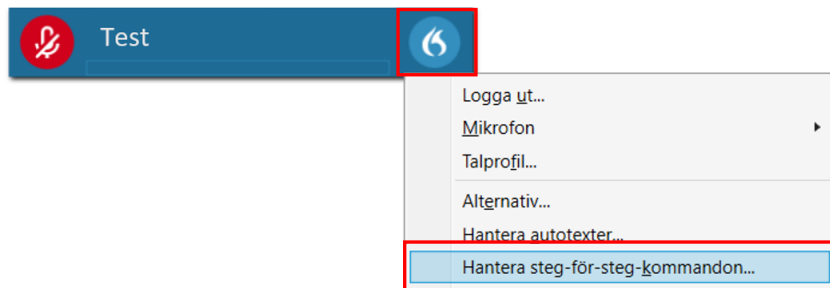 Test
Logga ut...
Mikrofon
Talprofil...
Alternativ...
Hantera autotexter...
Hantera steg-för-steg-kommandon...